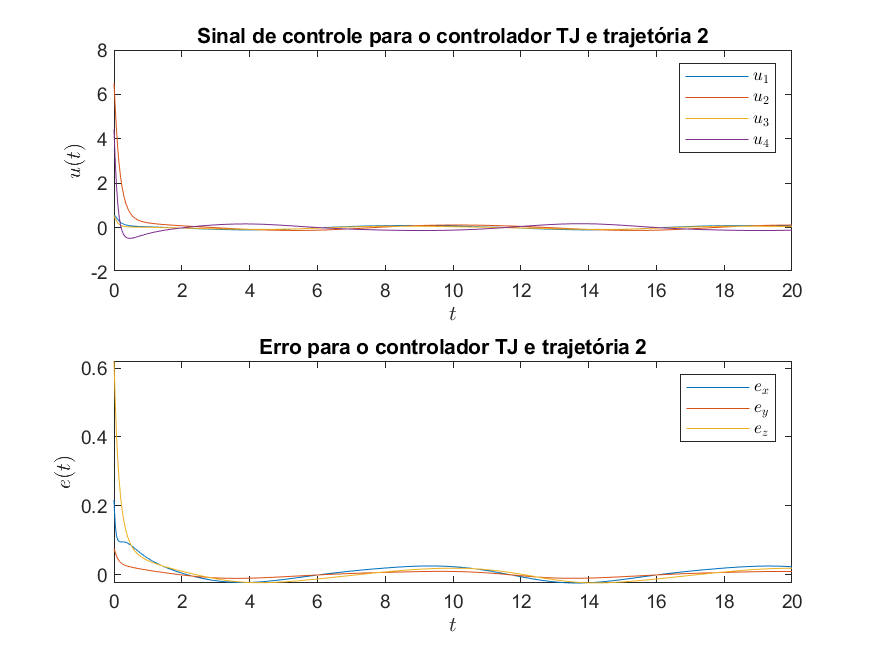 Sinal de controle para o controlador TJ e trajetória 2
8
6
4
2
0
-2
u(t)
u₁
u₂
u₃
u₄
0 2 4 6 8 10 12 14 16 18 20
t
Erro para o controlador TJ e trajetória 2
0.6
0.4
0.2
0
e(t)
eₓ
e_y
e_z
0 2 4 6 8 10 12 14 16 18 20
t